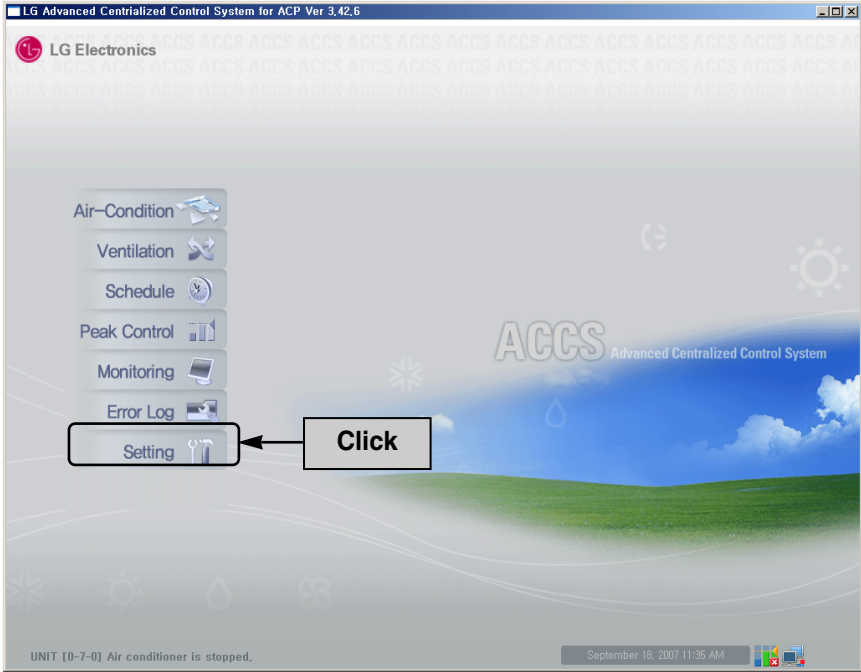 LG Advanced Centrialized Control System for ACP Ver 3,42,6
LG Electronics
Air-Condition
Ventilation
Schedule
Peak Control
Monitoring
Error Log
Setting
Click
ACCS Advanced Centralized Control System
UNIT [0-7-0] Air conditioner is stopped,
September 18, 2007 11:35 AM